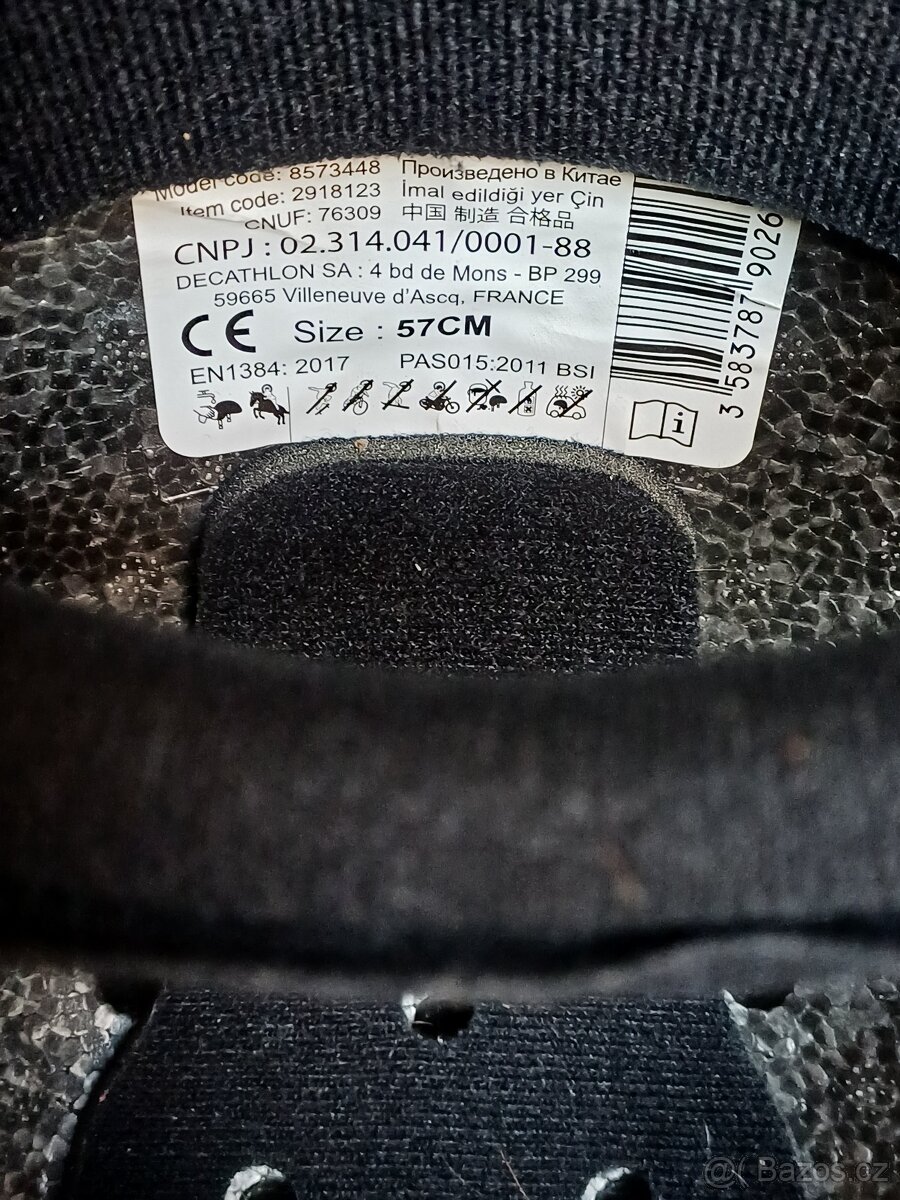 Model code: 8573448
Item code: 2918123
CNUF: 76309
Произведено в Китае
İmal edildiği yer Çin
中国 制造 合格品
CNPJ : 02.314.041/0001-88
DECATHLON SA : 4 bd de Mons - BP 299
59665 Villeneuve d'Ascq, FRANCE
CE Size : 57CM
EN1384: 2017 PAS015:2011 BSI
i
3 583787 19026
@( Bazos.cz